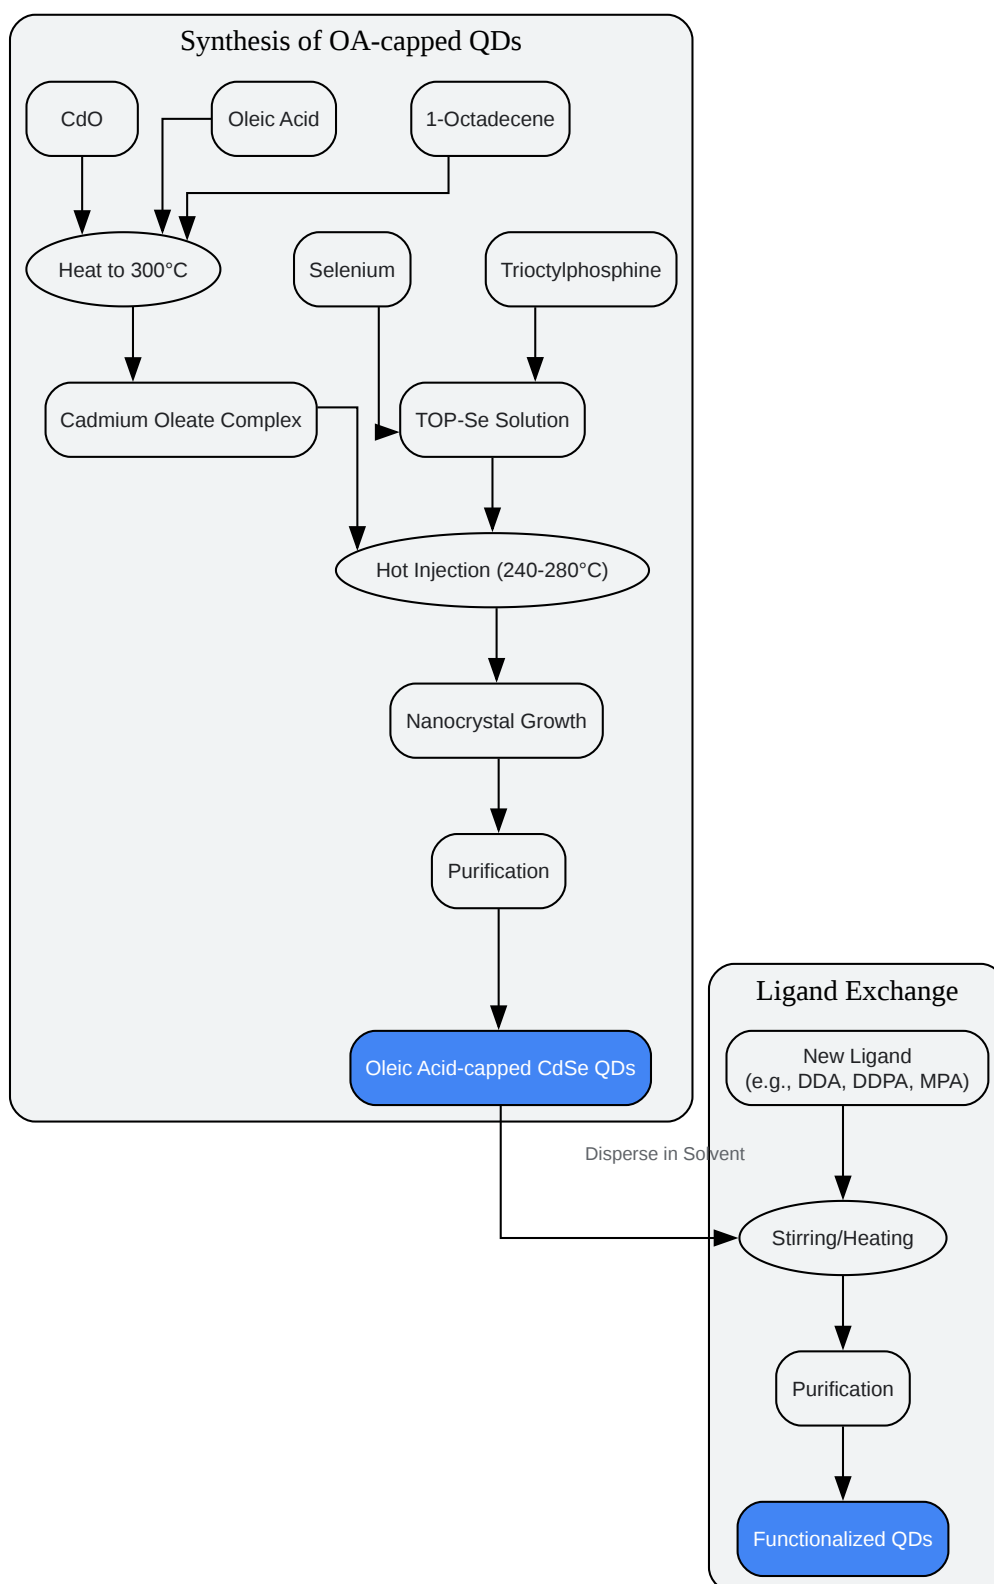 Synthesis of OA-capped QDs
CdO
Oleic Acid
1-Octadecene
Heat to 300°C
Selenium
Trioctylphosphine
Cadmium Oleate Complex
TOP-Se Solution
Hot Injection (240-280°C)
Nanocrystal Growth
Purification
Oleic Acid-capped CdSe QDs
Ligand Exchange
New Ligand
(e.g., DDA, DDPA, MPA)
Disperse in Solvent
Stirring/Heating
Purification
Functionalized QDs